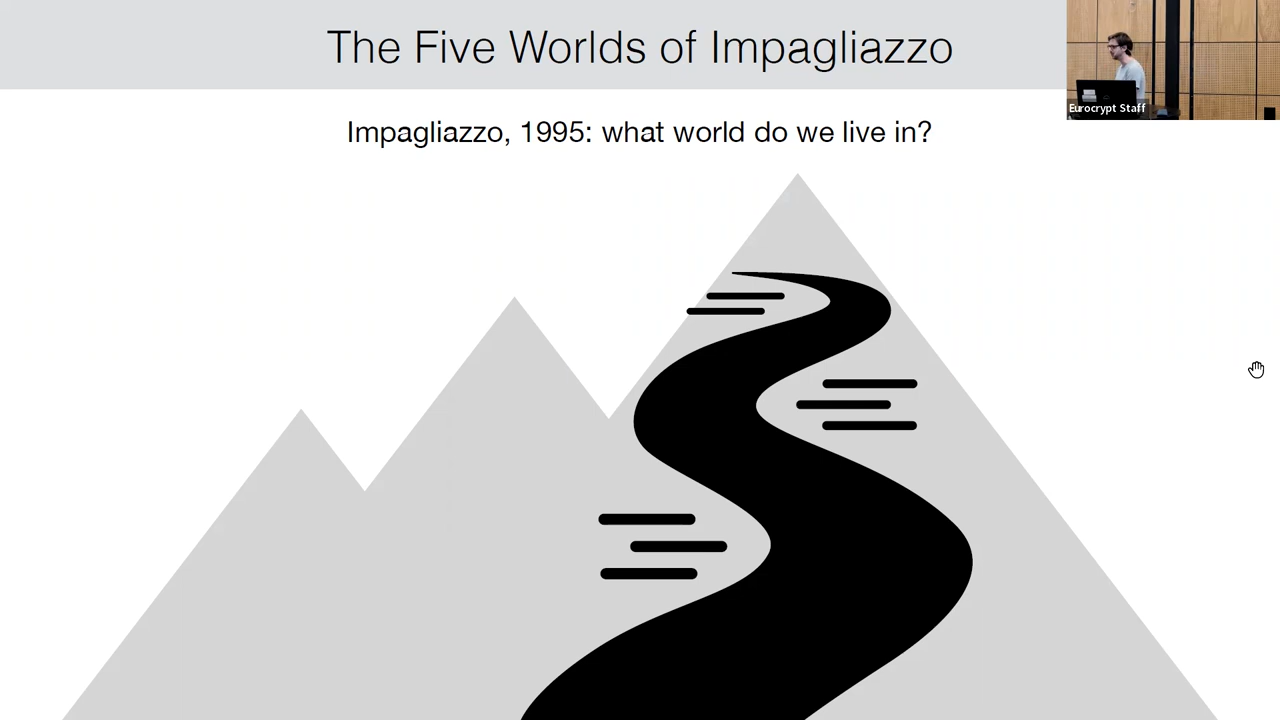 The Five Worlds of Impagliazzo
Eurocrypt Staff
Impagliazzo, 1995: what world do we live in?